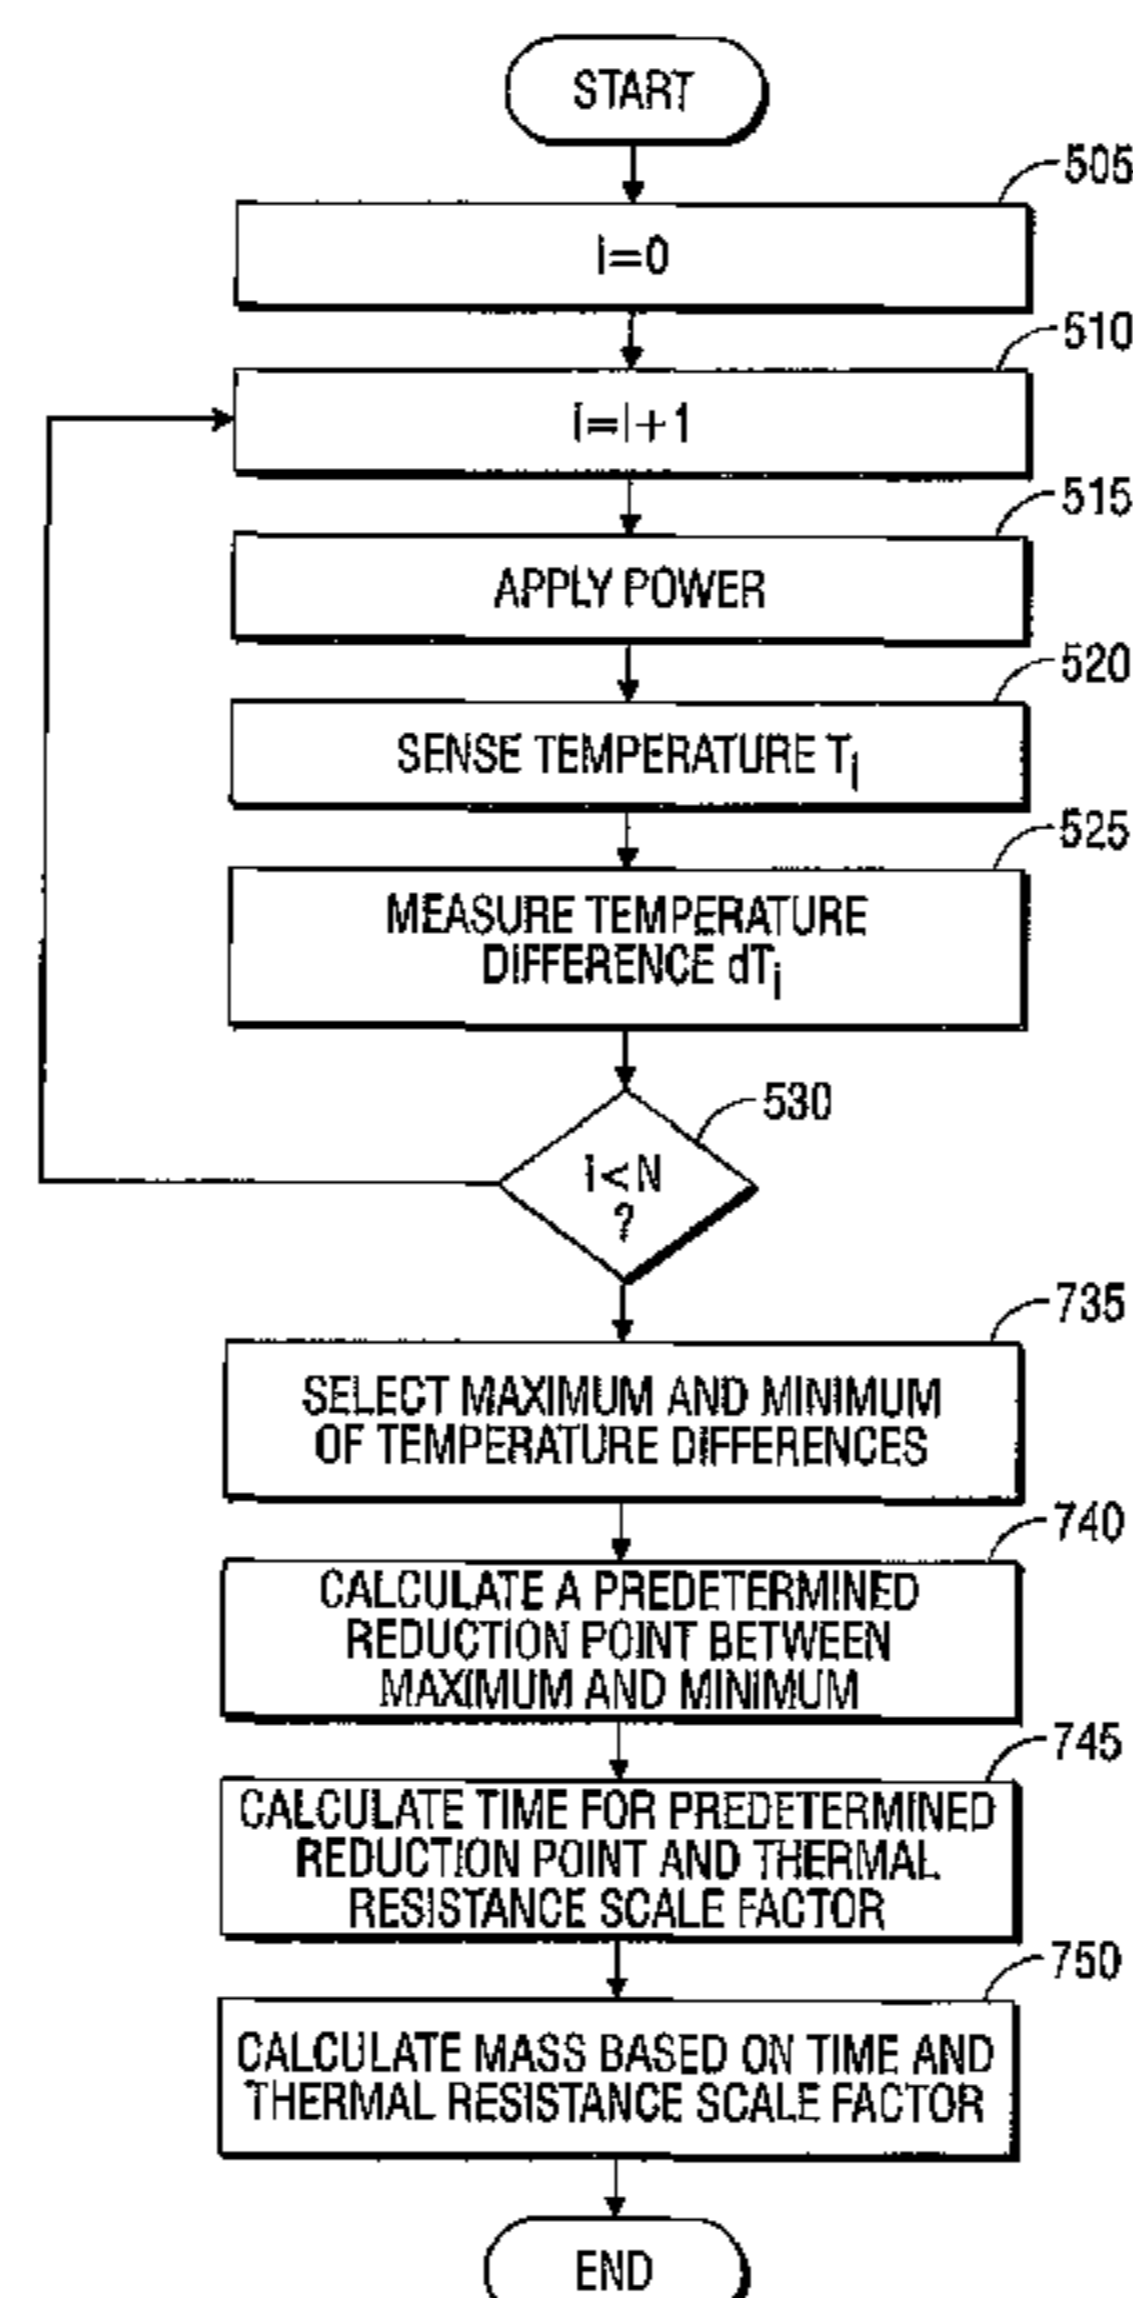 START
505
i=0
510
i=i+1
515
APPLY POWER
520
SENSE TEMPERATURE Ti
525
MEASURE TEMPERATURE
DIFFERENCE dTi
530
i<N
?
735
SELECT MAXIMUM AND MINIMUM
OF TEMPERATURE DIFFERENCES
740
CALCULATE A PREDETERMINED
REDUCTION POINT BETWEEN
MAXIMUM AND MINIMUM
745
CALCULATE TIME FOR PREDETERMINED
REDUCTION POINT AND THERMAL
RESISTANCE SCALE FACTOR
750
CALCULATE MASS BASED ON TIME AND
THERMAL RESISTANCE SCALE FACTOR
END